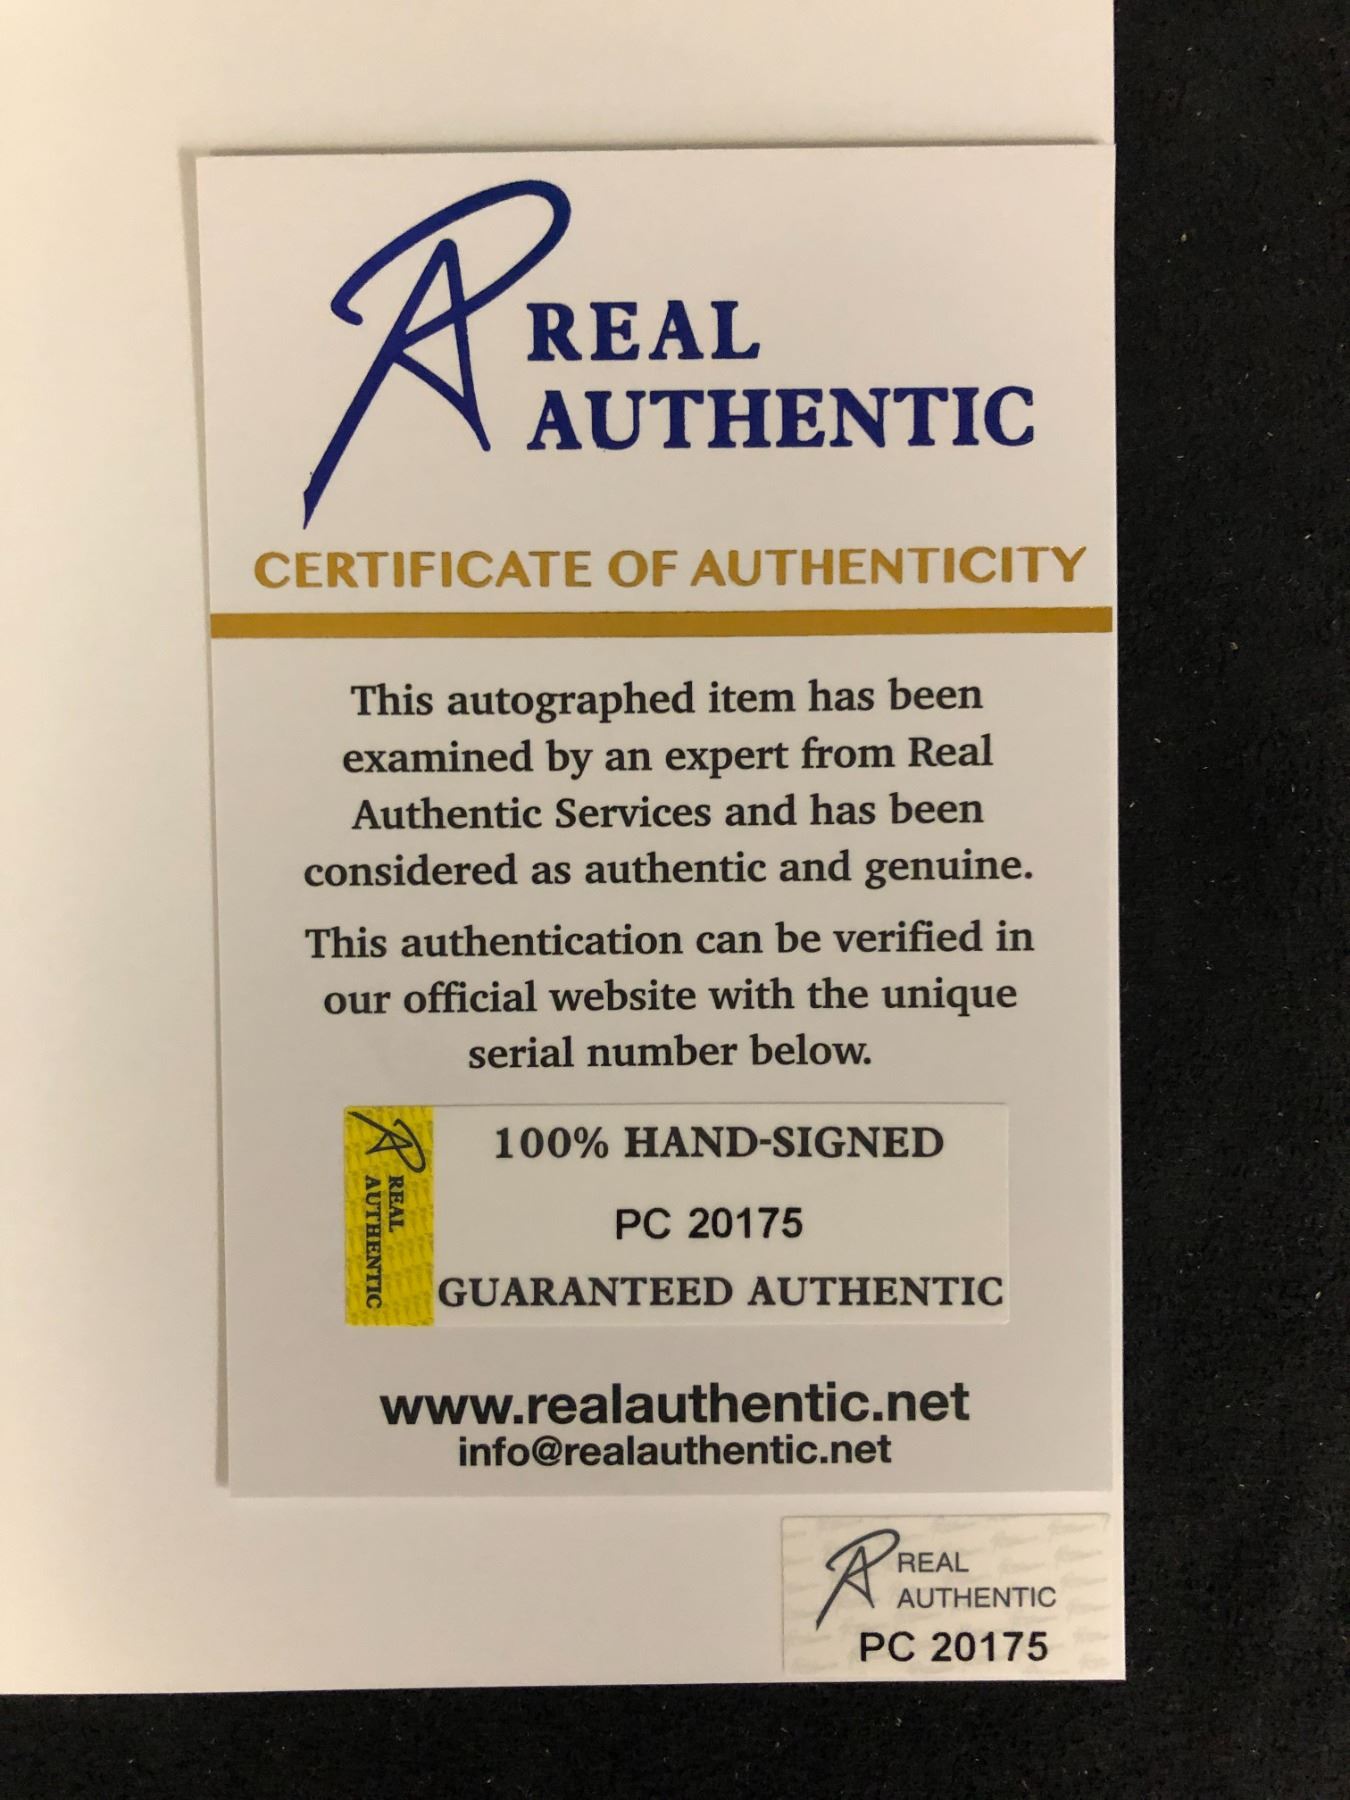 REAL
AUTHENTIC
CERTIFICATE OF AUTHENTICITY
This autographed item has been
examined by an expert from Real
Authentic Services and has been
considered as authentic and genuine.
This authentication can be verified in
our official website with the unique
serial number below.
REAL
AUTHENTIC
100% HAND-SIGNED
PC 20175
GUARANTEED AUTHENTIC
www.realauthentic.net
info@realauthentic.net
REAL
AUTHENTIC
PC 20175